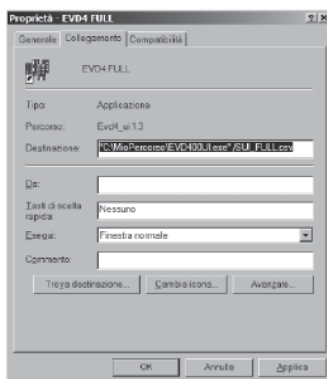 Proprietà - EVD4 FULL
Generale Collegamento Compatibilità
EVD4 FULL
Tipo: Applicazione
Percorso: Evd4_ui 1.3
Destinazione: "C:\MioPercorso\EVD400UI.exe" /SUI_FULL.csv
Da:
Tasti di scelta rapida: Nessuno
Esegui: Finestra normale
Commento:
Trova destinazione... Cambia icona... Avanzate...
OK Annulla Applica